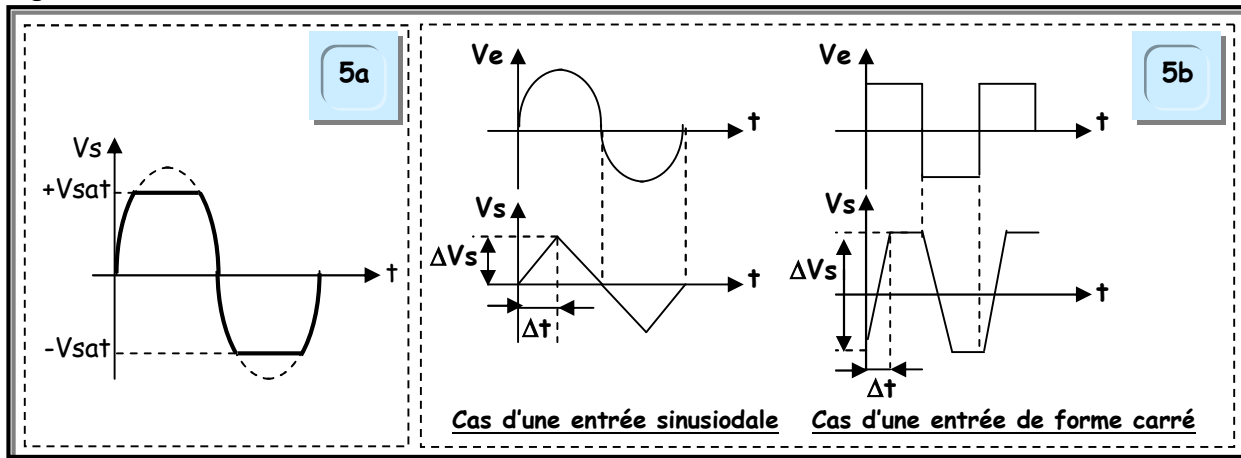 5a
Vs
+Vsat
t
-Vsat
5b
Ve
t
Vs
ΔVs
t
Δt
Cas d'une entrée sinusiodale
Ve
t
Vs
ΔVs
t
Δt
Cas d'une entrée de forme carré